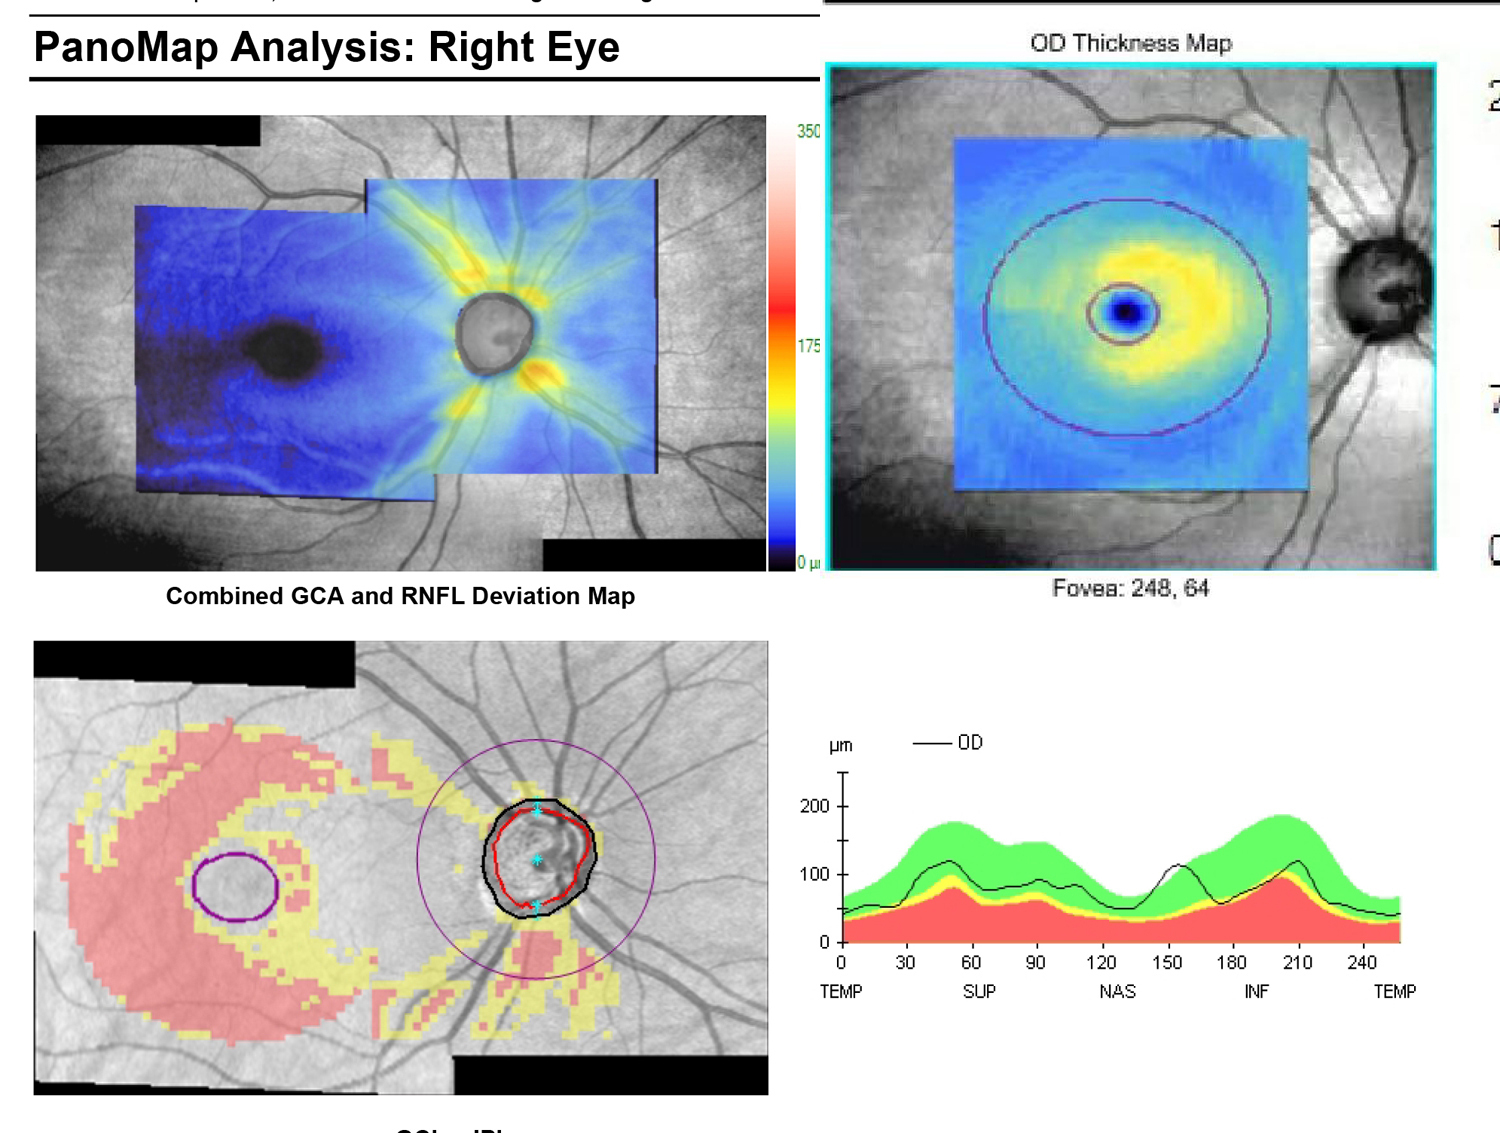 PanoMap Analysis: Right Eye
350
175
0 µ
Combined GCA and RNFL Deviation Map
OD Thickness Map
Fovea: 248, 64
µm
OD
200
100
0
0 30 60 90 120 150 180 210 240
TEMP SUP NAS INF TEMP